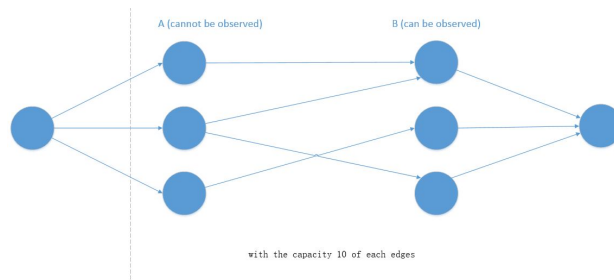 A (cannot be observed)
B (can be observed)
with the capacity 10 of each edges